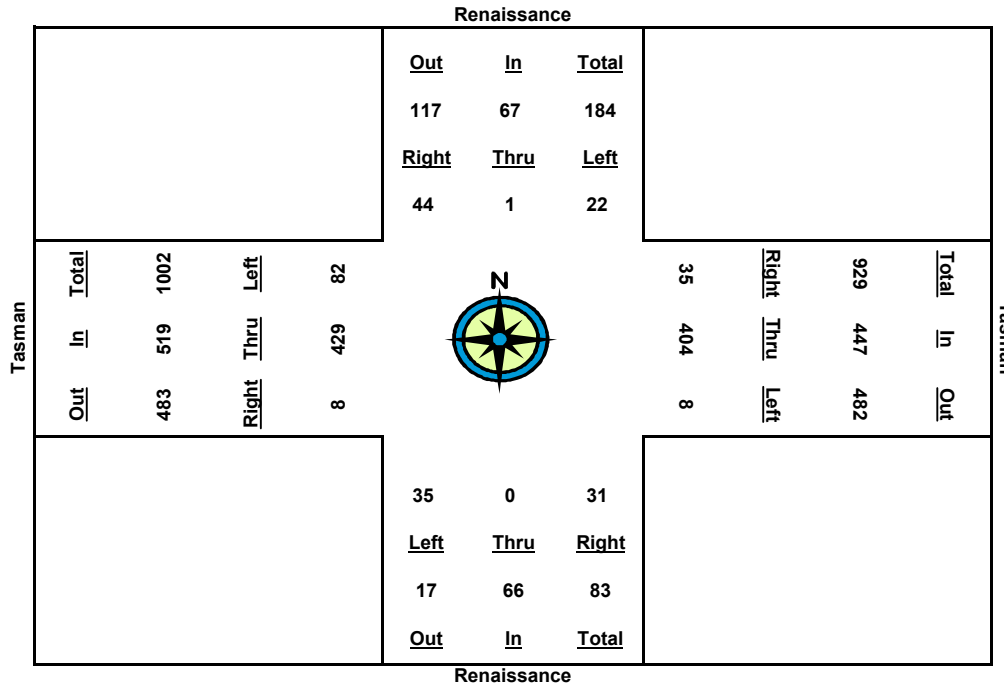 Renaissance
Out In Total
117 67 184
Right Thru Left
44 1 22
Tasman
Total 1002 Left 82
In 519 Thru 429
Out 483 Right 8
N
35 Right 929 Total
404 Thru 447 In
8 Left 482 Out
Tasman
35 0 31
Left Thru Right
17 66 83
Out In Total
Renaissance